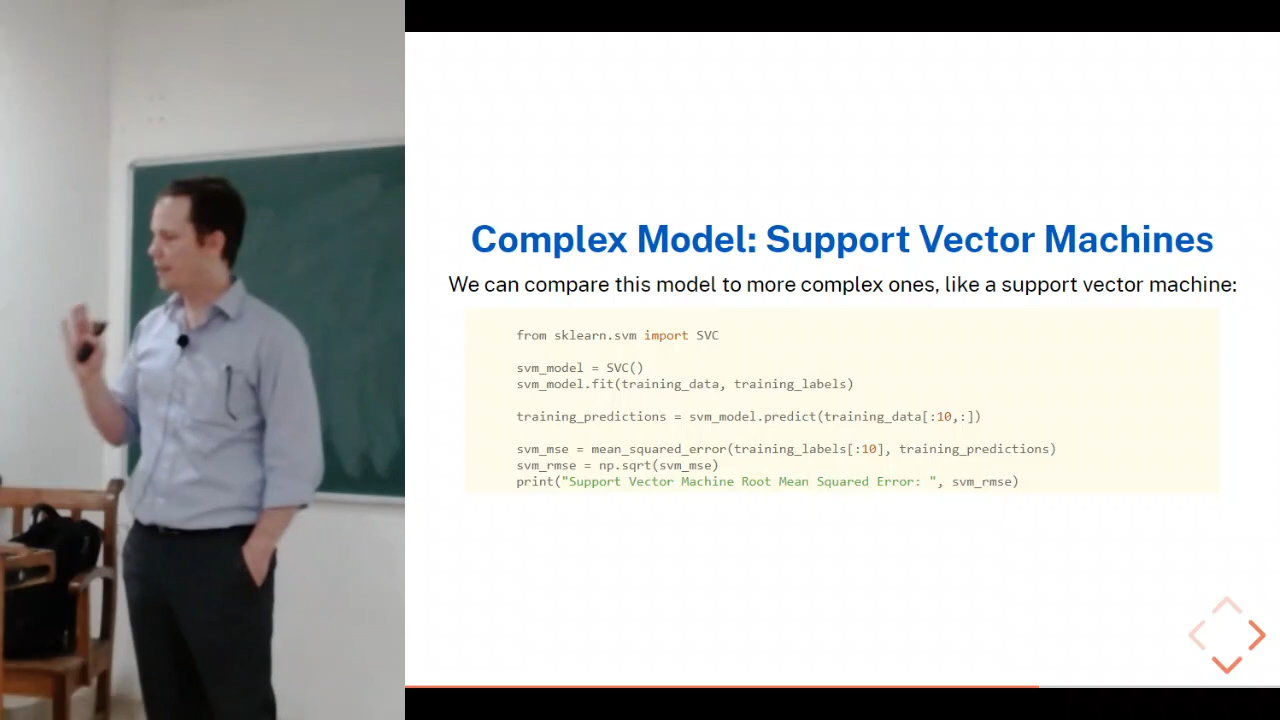 Complex Model: Support Vector Machines
We can compare this model to more complex ones, like a support vector machine:
from sklearn.svm import SVC
svm_model = SVC()
svm_model.fit(training_data, training_labels)
training_predictions = svm_model.predict(training_data[:10,:])
svm_mse = mean_squared_error(training_labels[:10], training_predictions)
svm_rmse = np.sqrt(svm_mse)
print("Support Vector Machine Root Mean Squared Error: ", svm_rmse)